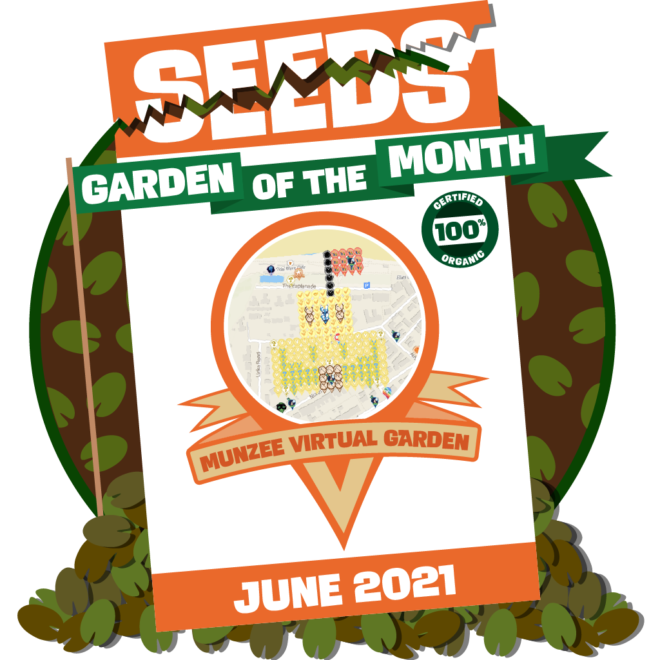 SEEDS
GARDEN OF THE MONTH
CERTIFIED
100%
ORGANIC
MUNZEE VIRTUAL GARDEN
JUNE 2021